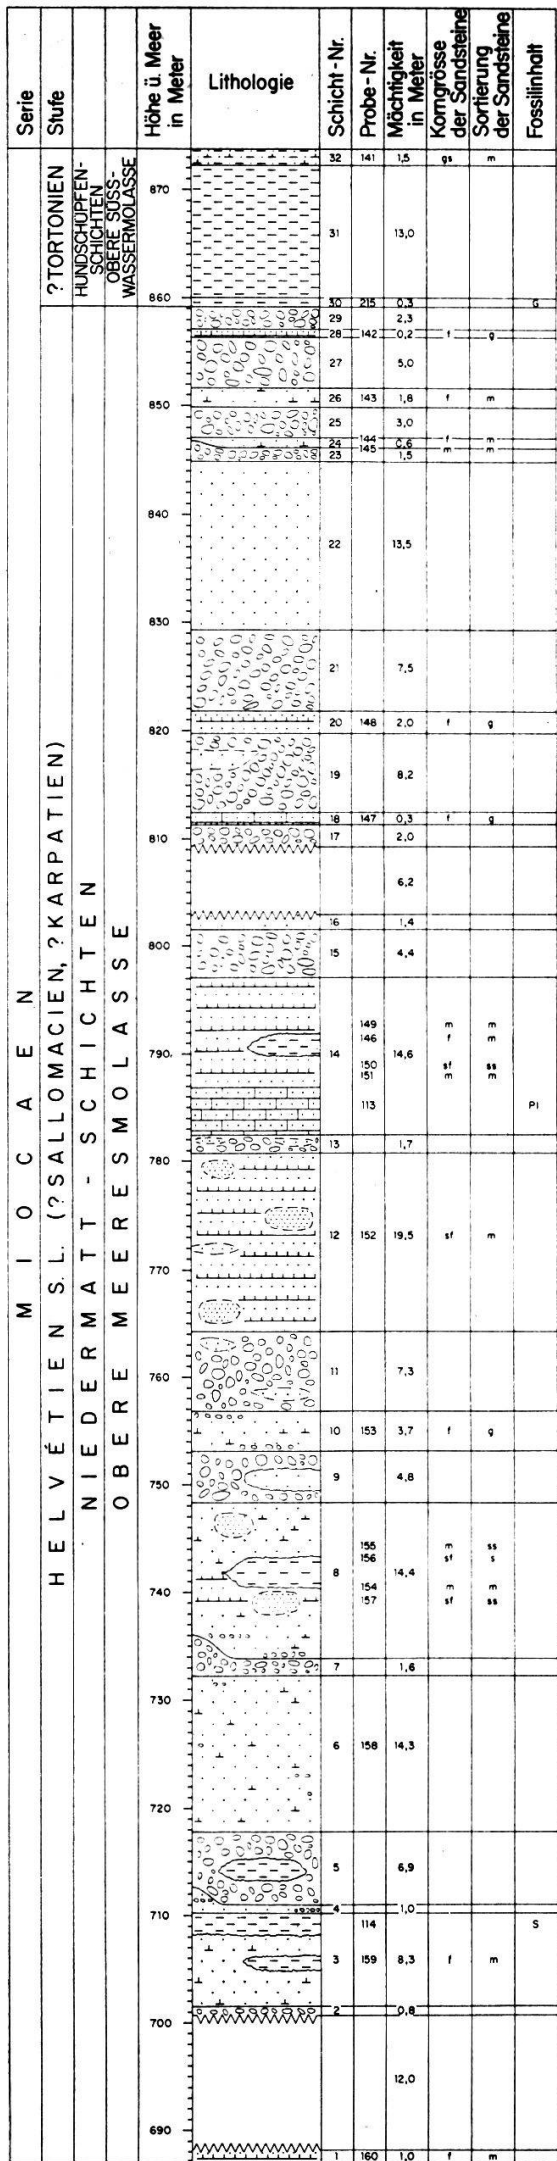 Serie
Stufe
Höhe ü. Meer
in Meter
Lithologie
Schicht-Nr.
Probe-Nr.
Mächtigkeit
in Meter
Korngrösse
der Sandsteine
Sortierung
der Sandsteine
Fossilinhalt
MIOCAEN
?TORTONIEN
HELVÉTIEN S.L. (?SALLOMACIEN, ?KARPATIEN)
HUNDSCHÜPFEN-
SCHICHTEN
NIEDERMATT-SCHICHTEN
OBERE SÜSS-
WASSERMOLASSE
OBERE MEERESMOLASSE
32 141 1,5 gs m
870
31 13,0
860
30 215 0,3 G
29 2,3
28 142 0,2 f g
27 5,0
26 143 1,8 f m
850
25 3,0
24 144 0,6 f m
23 145 1,5 m m
840
22 13,5
830
21 7,5
820
20 148 2,0 f g
19 8,2
18 147 0,3 f g
810
17 2,0
6,2
16 1,4
800
15 4,4
149 m m
146 f m
790
14 14,6
150 sf ss
151 m m
113 Pl
13 1,7
780
12 152 19,5 sf m
770
11 7,3
760
10 153 3,7 f g
750
9 4,8
155 m ss
156 sf s
8 14,4
740
154 m m
157 sf ss
7 1,6
730
6 158 14,3
720
5 6,9
4 1,0
710
114 S
3 159 8,3 f m
2 0,8
700
12,0
690
1 160 1,0 f m